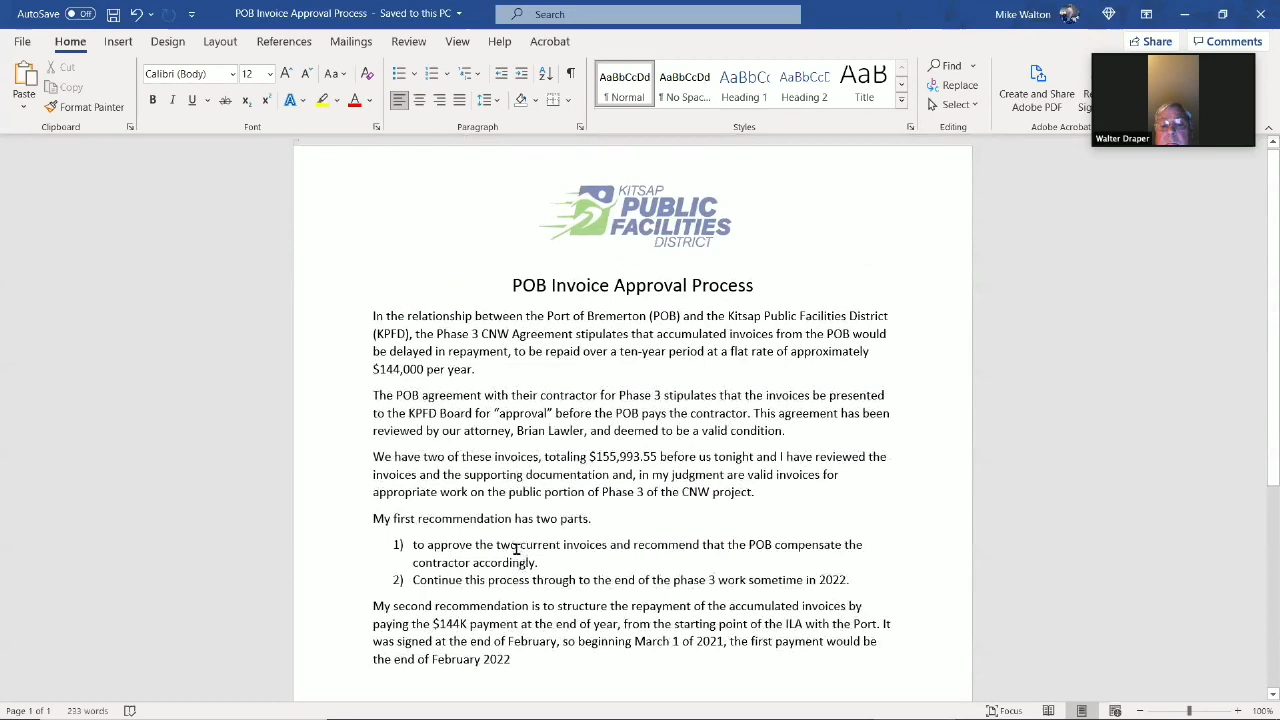 AutoSave Off POB Invoice Approval Process Search Mike Walton
File Home Insert Design Layout References Mailings Review View Help Acrobat Share Comments
Cut
Copy
Format Painter
Paste
Calibri (Body) 12
AaBbCcDd AaBbCcDd AaBbCc AaBbCcD AaB
¶ Normal ¶ No Spac... Heading 1 Heading 2 Title
Find
Replace
Select
Create and Share
Adobe PDF
Walter Draper
Clipboard Font Paragraph Styles Editing Adobe Acrobat
KITSAP
PUBLIC
FACILITIES
DISTRICT
POB Invoice Approval Process
In the relationship between the Port of Bremerton (POB) and the Kitsap Public Facilities District
(KPFD), the Phase 3 CNW Agreement stipulates that accumulated invoices from the POB would
be delayed in repayment, to be repaid over a ten-year period at a flat rate of approximately
$144,000 per year.
The POB agreement with their contractor for Phase 3 stipulates that the invoices be presented
to the KPFD Board for “approval” before the POB pays the contractor. This agreement has been
reviewed by our attorney, Brian Lawler, and deemed to be a valid condition.
We have two of these invoices, totaling $155,993.55 before us tonight and I have reviewed the
invoices and the supporting documentation and, in my judgment are valid invoices for
appropriate work on the public portion of Phase 3 of the CNW project.
My first recommendation has two parts.
1) to approve the two current invoices and recommend that the POB compensate the
contractor accordingly.
2) Continue this process through to the end of the phase 3 work sometime in 2022.
My second recommendation is to structure the repayment of the accumulated invoices by
paying the $144K payment at the end of year, from the starting point of the ILA with the Port. It
was signed at the end of February, so beginning March 1 of 2021, the first payment would be
the end of February 2022
Page 1 of 1 233 words Focus 100%